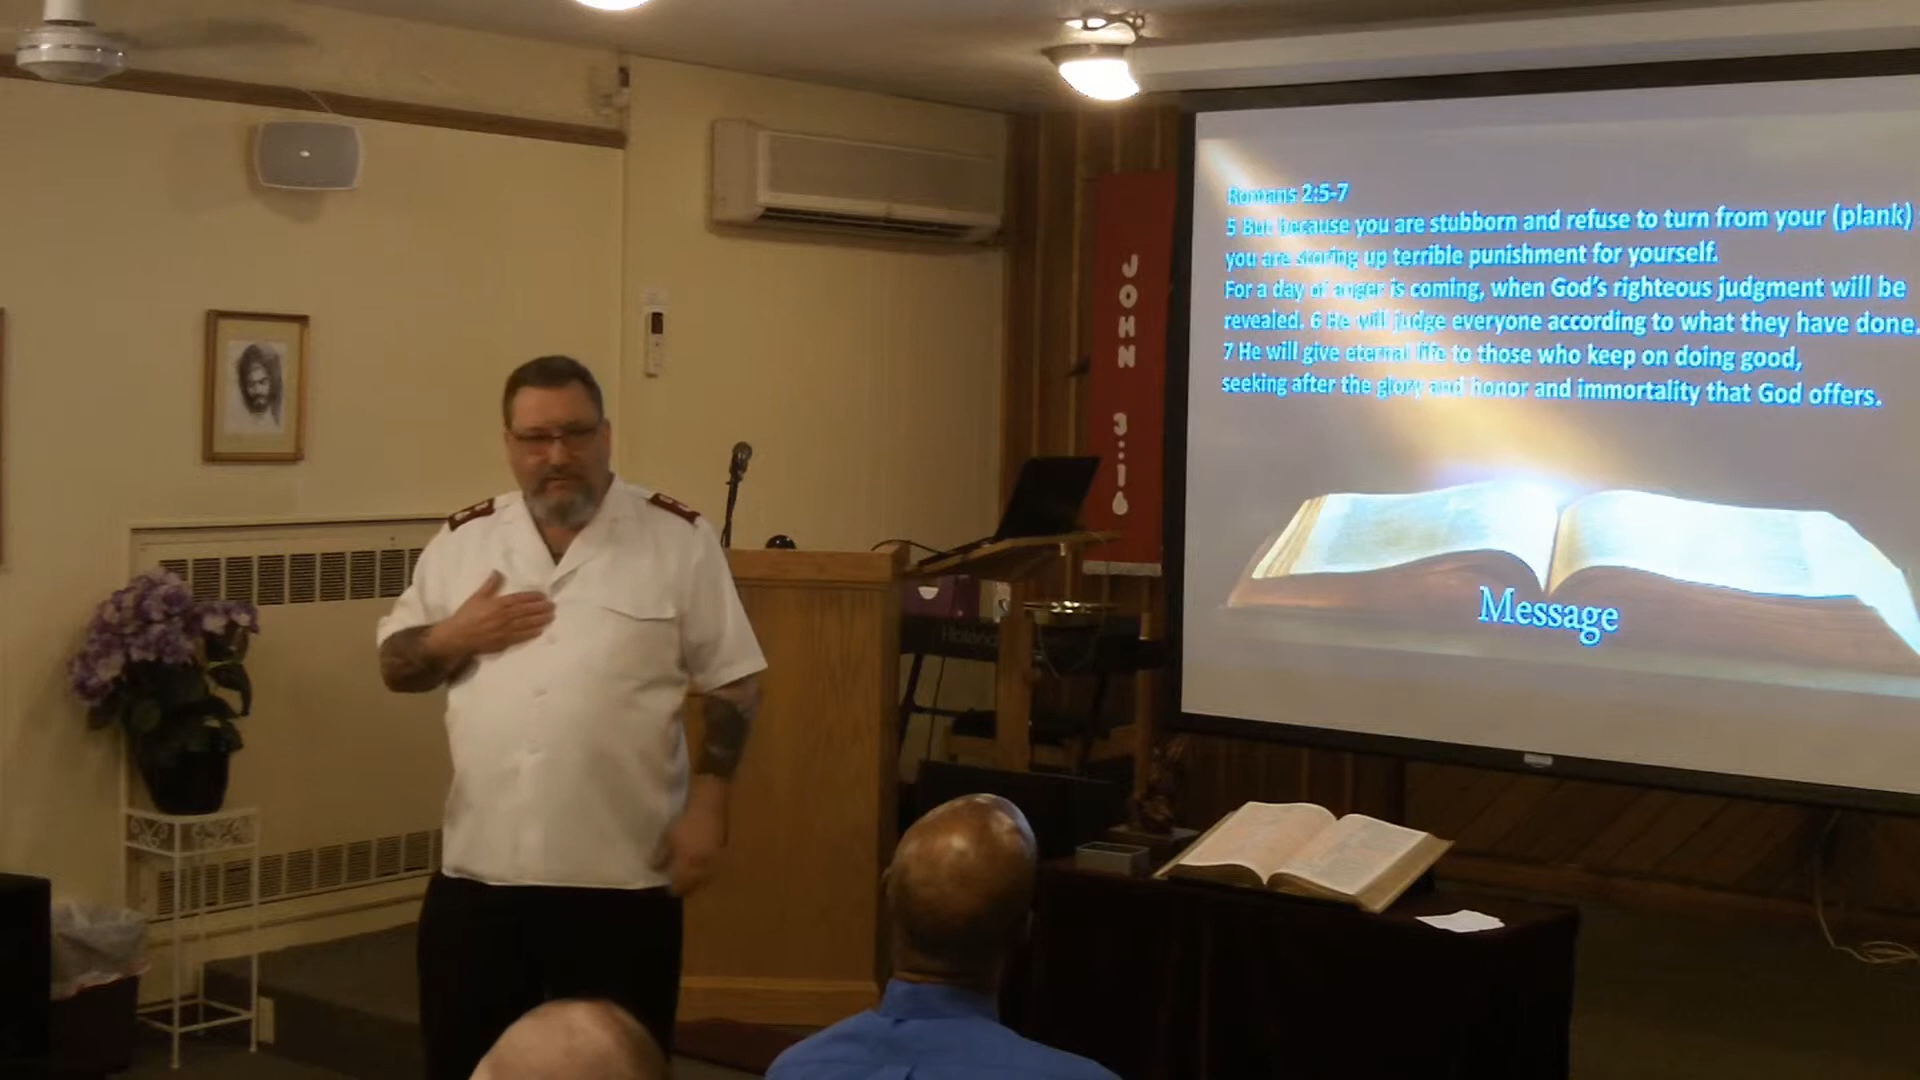 JOHN 3:16
Romans 2:5-7
5 But because you are stubborn and refuse to turn from your (plank)
you are storing up terrible punishment for yourself.
For a day of anger is coming, when God's righteous judgment will be
revealed. 6 He will judge everyone according to what they have done.
7 He will give eternal life to those who keep on doing good,
seeking after the glory and honor and immortality that God offers.
Message
Roland